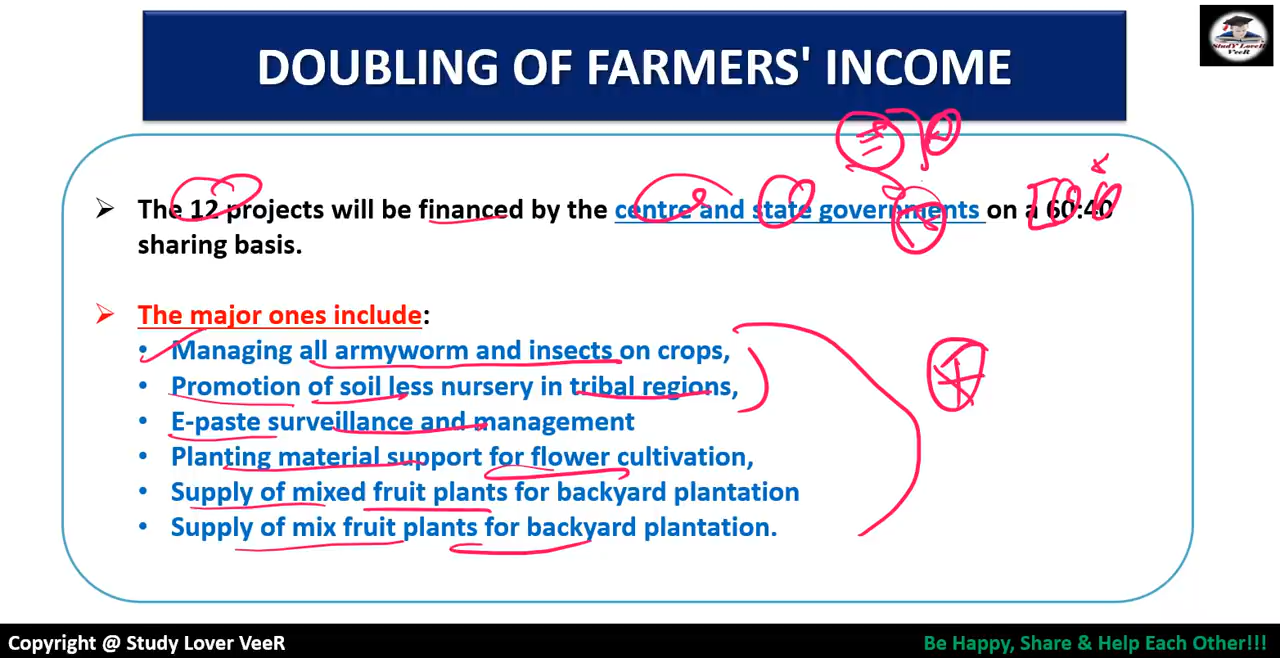 DOUBLING OF FARMERS' INCOME
StudY LoveR
VeeR
➢ The 12 projects will be financed by the centre and state governments on a 60:40
sharing basis.
➢ The major ones include:
• Managing all armyworm and insects on crops,
• Promotion of soil less nursery in tribal regions,
• E-paste surveillance and management
• Planting material support for flower cultivation,
• Supply of mixed fruit plants for backyard plantation
• Supply of mix fruit plants for backyard plantation.
Copyright @ Study Lover VeeR
Be Happy, Share & Help Each Other!!!